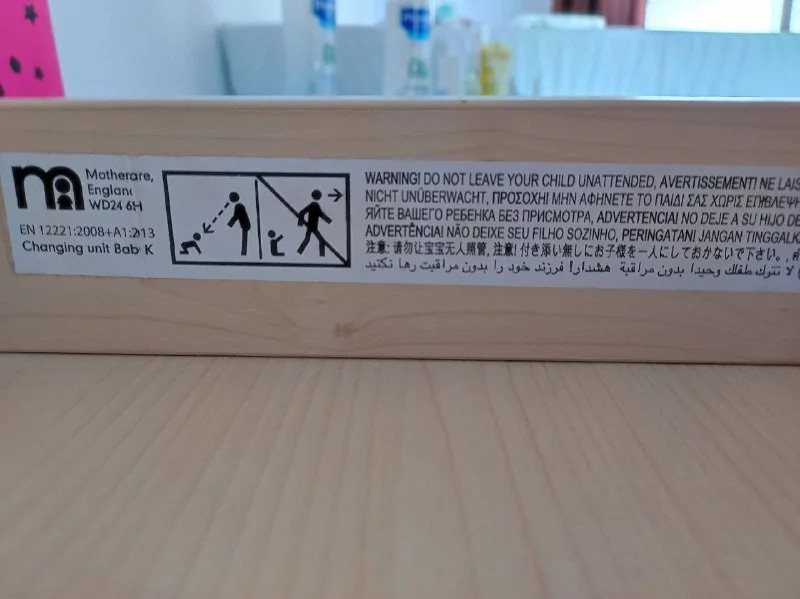 m
Mothercare,
England
WD24 6H
EN 12221:2008+A1:2013
Changing unit Bab K
WARNING! DO NOT LEAVE YOUR CHILD UNATTENDED, AVERTISSEMENT! NE LAIS
NICHT UNÜBERWACHT, ΠΡΟΣΟΧΗ! ΜΗΝ ΑΦΗΝΕΤΕ ΤΟ ΠΑΙΔΙ ΣΑΣ ΧΩΡΙΣ ΕΠΙΒΛΕΨΗ
ЯЙТЕ ВАШЕГО РЕБЕНКА БЕЗ ПРИСМОТРА, ADVERTENCIA! NO DEJE A SU HIJO DE
ADVERTÊNCIA! NÃO DEIXE SEU FILHO SOZINHO, PERINGATAN! JANGAN TINGGALK
注意: 请勿让宝宝无人照管, 注意! 付き添い無しにお子様を一人にしておかないで下さい。,
لا تترك طفلك وحيدا بدون مراقبة هشدار! فرزند خود را بدون مراقبت رها نکنید